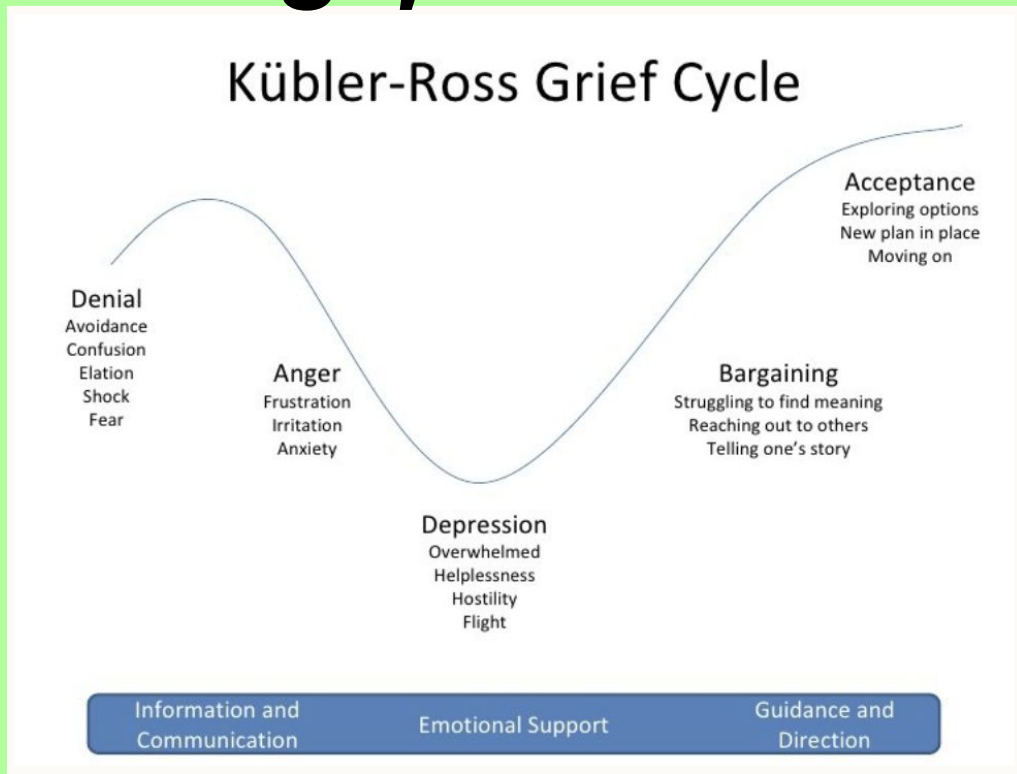 Kübler-Ross Grief Cycle
Denial
Avoidance
Confusion
Elation
Shock
Fear
Anger
Frustration
Irritation
Anxiety
Depression
Overwhelmed
Helplessness
Hostility
Flight
Bargaining
Struggling to find meaning
Reaching out to others
Telling one's story
Acceptance
Exploring options
New plan in place
Moving on
Information and
Communication
Emotional Support
Guidance and
Direction